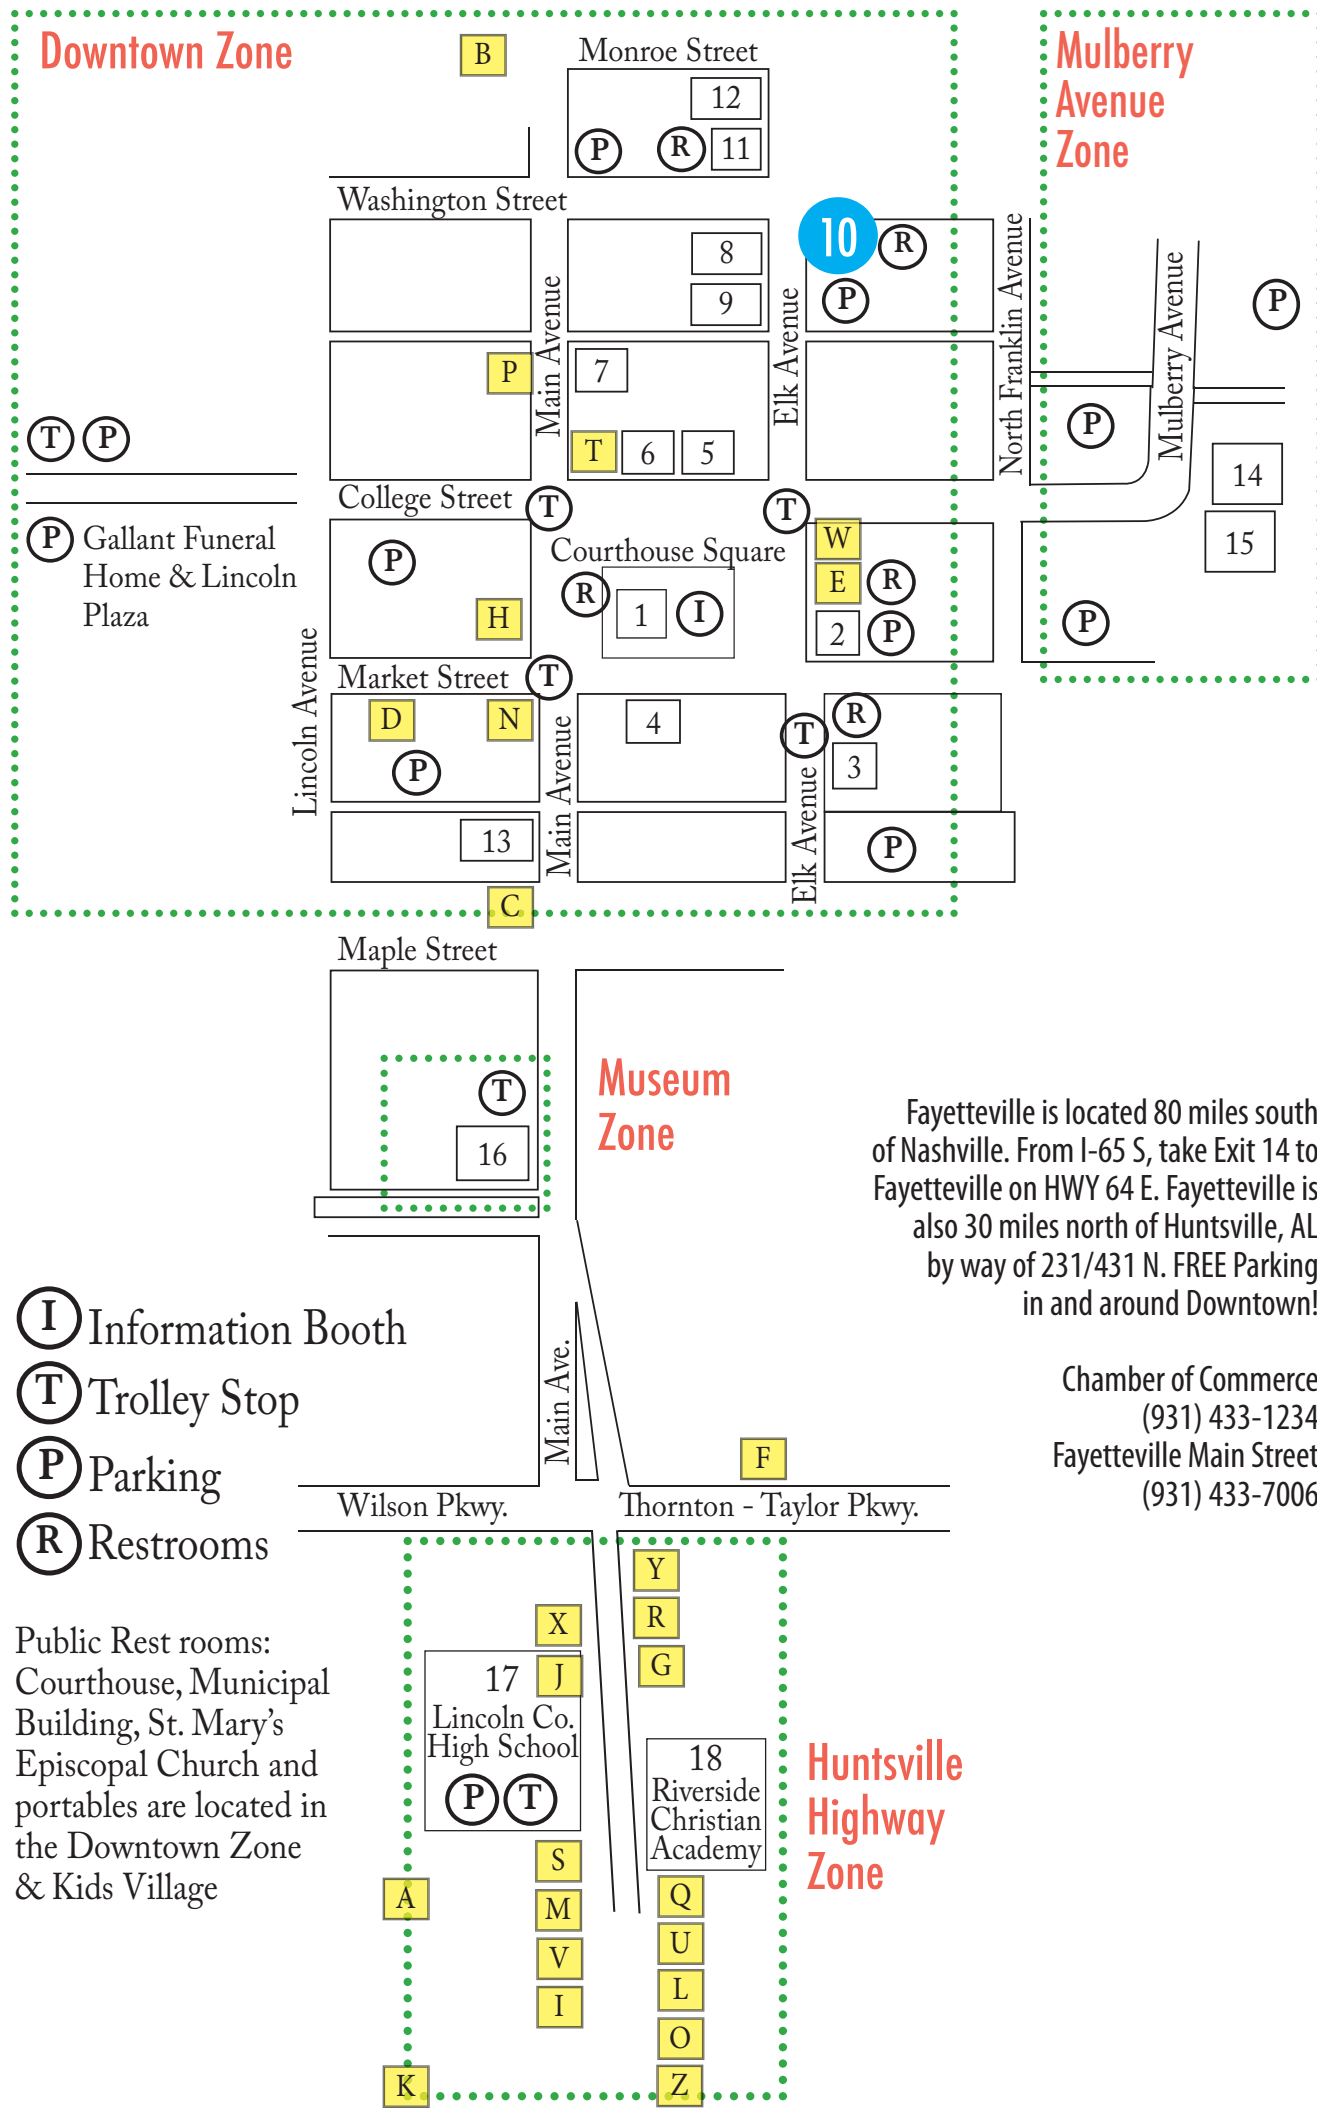 Downtown Zone
B
Monroe Street
12
P
R
11
Mulberry
Avenue
Zone
Washington Street
8
9
10
R
P
Main Avenue
Elk Avenue
North Franklin Avenue
Mulberry Avenue
P
P
7
T
6
5
T
P
P
College Street
T
T
P
Gallant Funeral
Home & Lincoln
Plaza
P
H
Courthouse Square
R
1
I
W
E
R
2
P
14
15
P
Lincoln Avenue
Market Street
T
D
N
P
Main Avenue
4
T
R
3
Elk Avenue
13
P
C
Maple Street
T
16
Museum
Zone
Fayetteville is located 80 miles south
of Nashville. From I-65 S, take Exit 14 to
Fayetteville on HWY 64 E. Fayetteville is
also 30 miles north of Huntsville, AL
by way of 231/431 N. FREE Parking
in and around Downtown!
Chamber of Commerce
(931) 433-1234
Fayetteville Main Street
(931) 433-7006
I Information Booth
T Trolley Stop
P Parking
R Restrooms
Main Ave.
F
Wilson Pkwy.
Thornton - Taylor Pkwy.
Public Rest rooms:
Courthouse, Municipal
Building, St. Mary's
Episcopal Church and
portables are located in
the Downtown Zone
& Kids Village
Y
R
G
X
J
17
Lincoln Co.
High School
P
T
18
Riverside
Christian
Academy
Huntsville
Highway
Zone
S
M
V
I
A
K
Q
U
L
O
Z